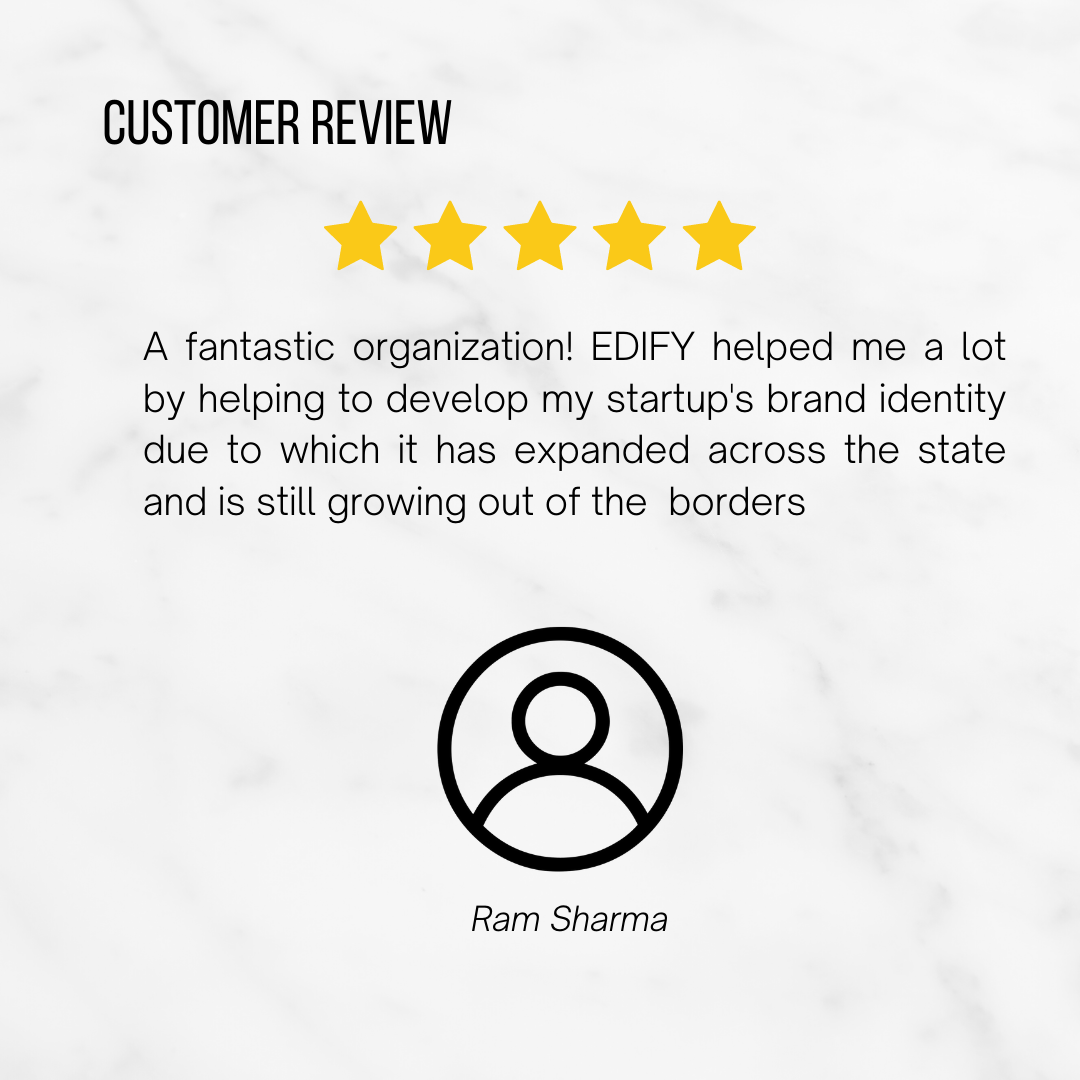 CUSTOMER REVIEW
A fantastic organization! EDIFY helped me a lot
by helping to develop my startup's brand identity
due to which it has expanded across the state
and is still growing out of the  borders
Ram Sharma